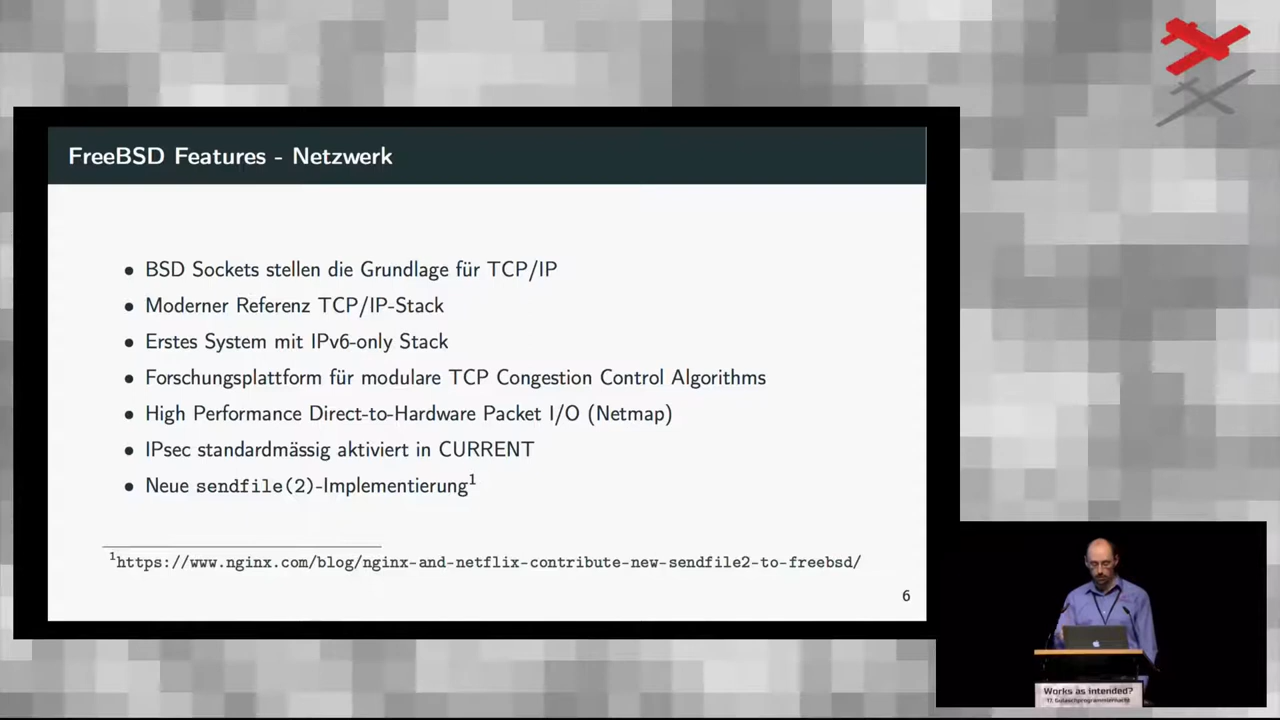 FreeBSD Features - Netzwerk
• BSD Sockets stellen die Grundlage für TCP/IP
• Moderner Referenz TCP/IP-Stack
• Erstes System mit IPv6-only Stack
• Forschungsplattform für modulare TCP Congestion Control Algorithms
• High Performance Direct-to-Hardware Packet I/O (Netmap)
• IPsec standardmässig aktiviert in CURRENT
• Neue sendfile(2)-Implementierung¹
¹https://www.nginx.com/blog/nginx-and-netflix-contribute-new-sendfile2-to-freebsd/
6
Works as intended?
17. Gulaschprogrammiernacht